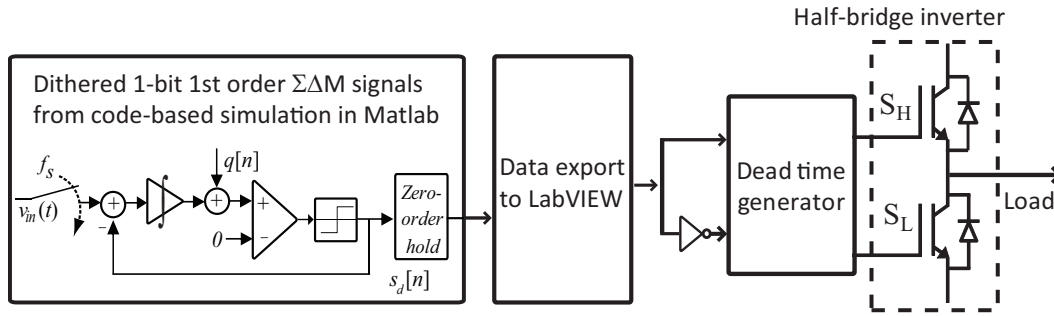 Half-bridge inverter
Dithered 1-bit 1st order ΣΔM signals
from code-based simulation in Matlab
f_s
v_in(t)
q[n]
+
-
+
+
-
0
Zero-
order
hold
s_d[n]
Data export
to LabVIEW
Dead time
generator
S_H
S_L
Load